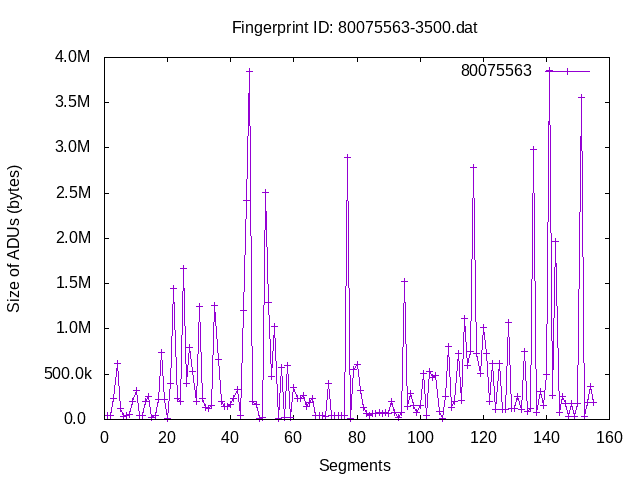 Fingerprint ID: 80075563-3500.dat
4.0M
80075563
3.5M
3.0M
2.5M
2.0M
1.5M
1.0M
500.0k
0.0
Size of ADUs (bytes)
0 20 40 60 80 100 120 140 160
Segments